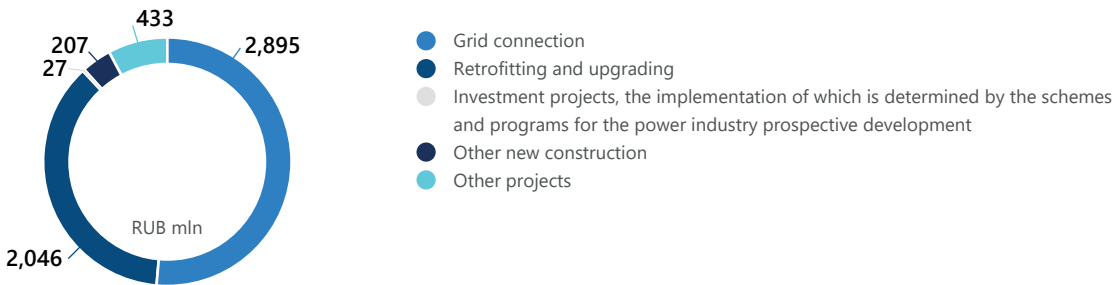 433
207
2,895
27
RUB mln
2,046
Grid connection
Retrofitting and upgrading
Investment projects, the implementation of which is determined by the schemes
and programs for the power industry prospective development
Other new construction
Other projects